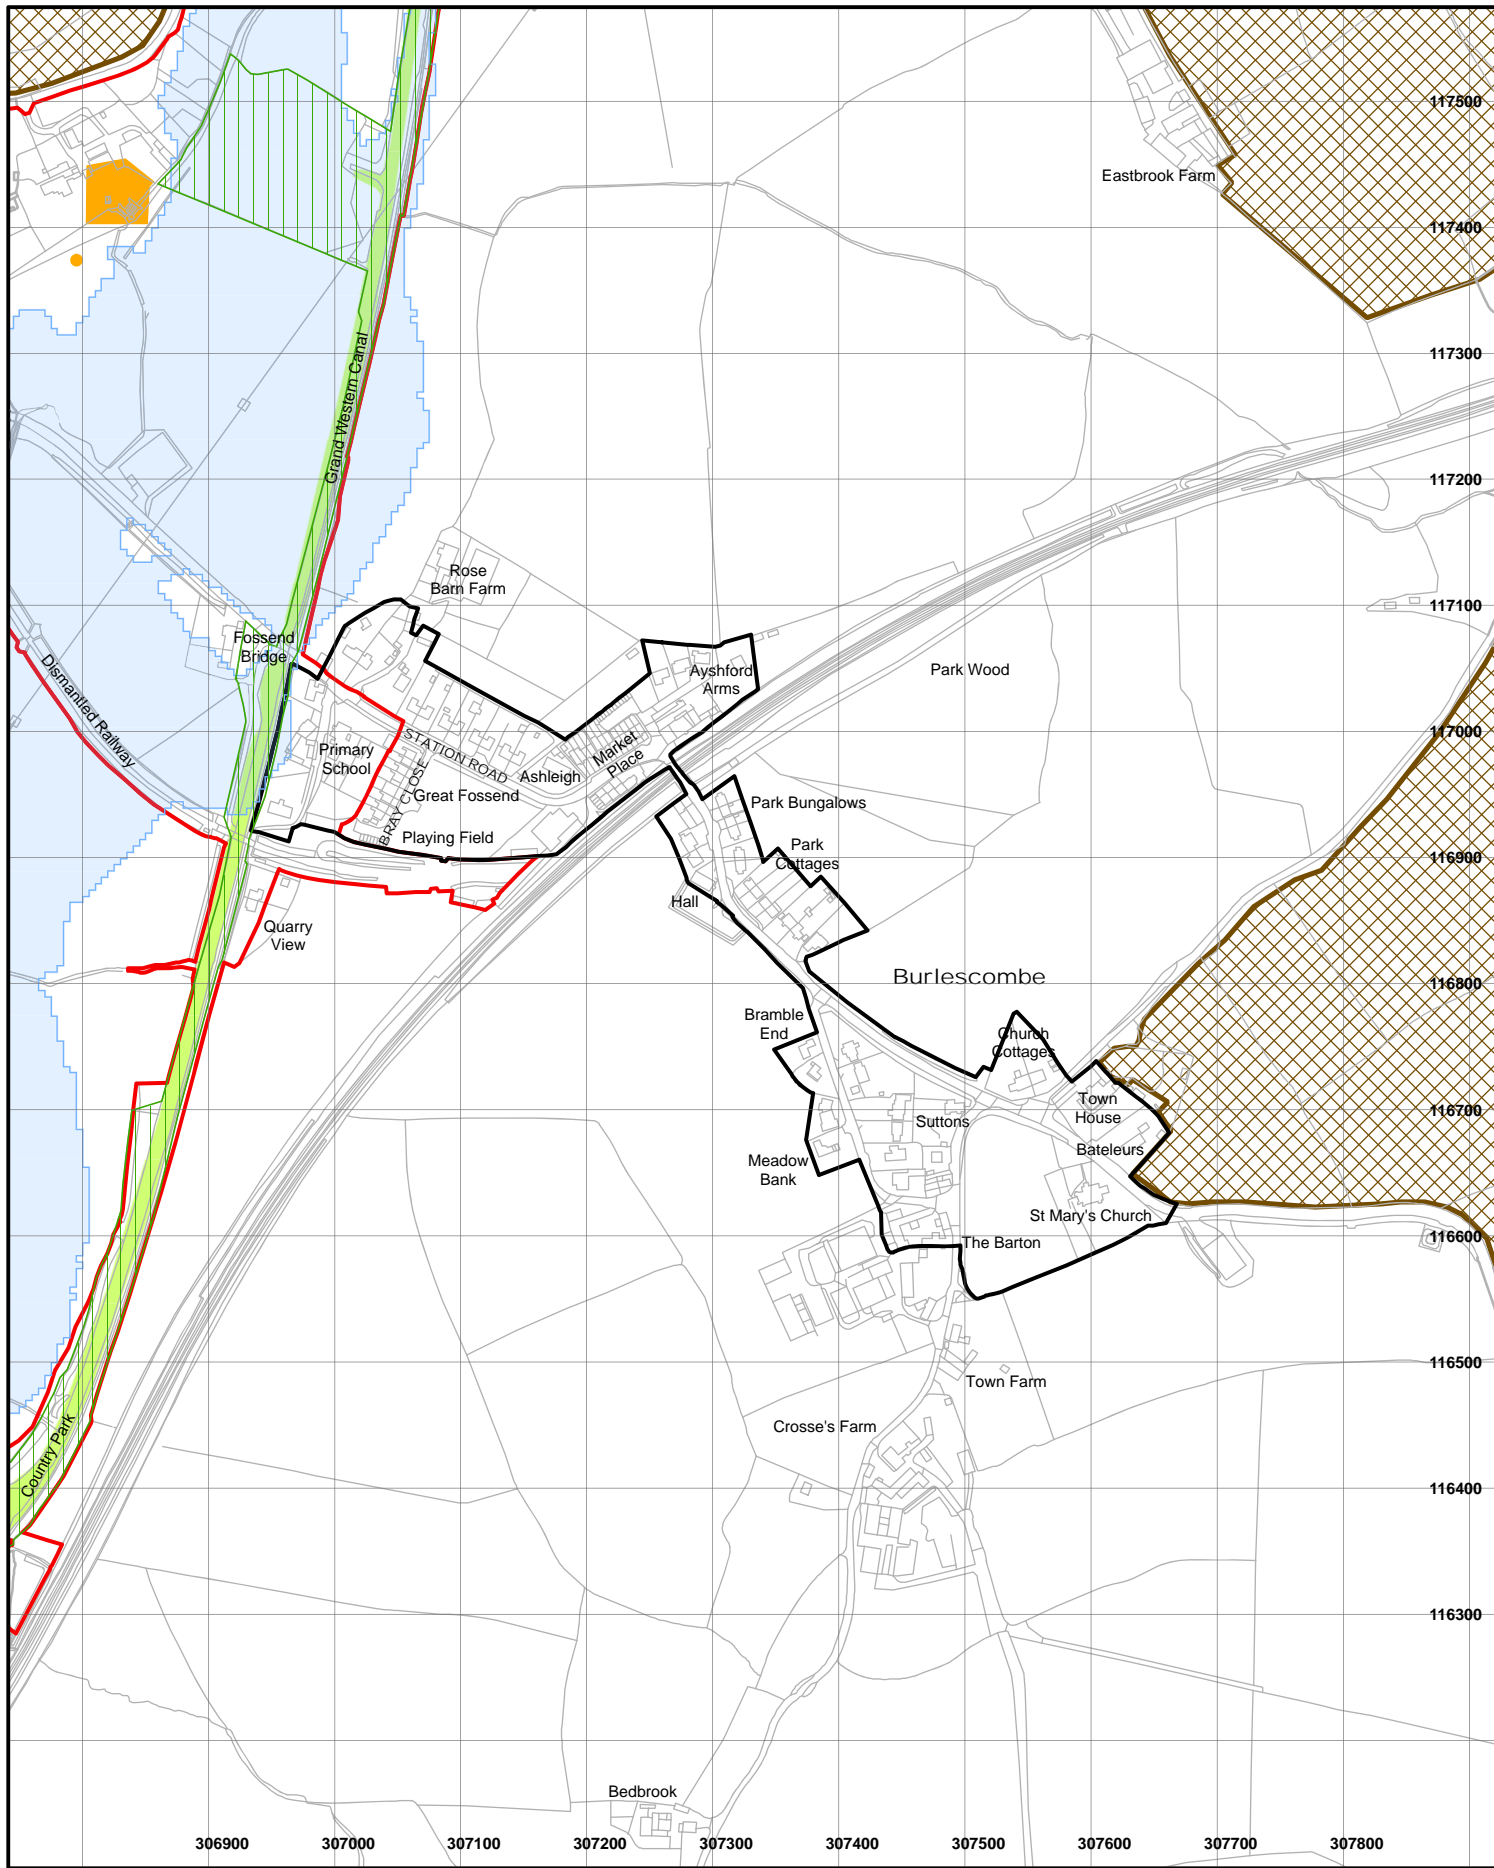 117500
Eastbrook Farm
117400
117300
Grand Western Canal
117200
Rose
Barn Farm
117100
Fossend
Bridge
Dismantled Railway
Ayshford
Arms
Park Wood
117000
STATION ROAD
Market
Place
Primary
School
Ashleigh
BRAY CLOSE
Great Fossend
Park Bungalows
Playing Field
Park
Cottages
116900
Hall
Quarry
View
Burlescombe
116800
Bramble
End
Church
Cottages
Town
House
116700
Suttons
Bateleurs
Meadow
Bank
St Mary's Church
116600
The Barton
116500
Town Farm
Crosse's Farm
Country Park
116400
116300
Bedbrook
306900
307000
307100
307200
307300
307400
307500
307600
307700
307800